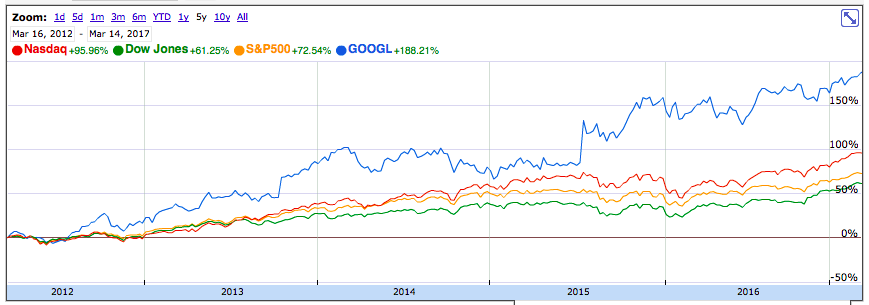 Zoom: 1d 5d 1m 3m 6m YTD 1y 5y 10y All
Mar 16, 2012 - Mar 14, 2017
Nasdaq +95.96% Dow Jones +61.25% S&P500 +72.54% GOOGL +188.21%
150%
100%
50%
0%
-50%
2012 2013 2014 2015 2016